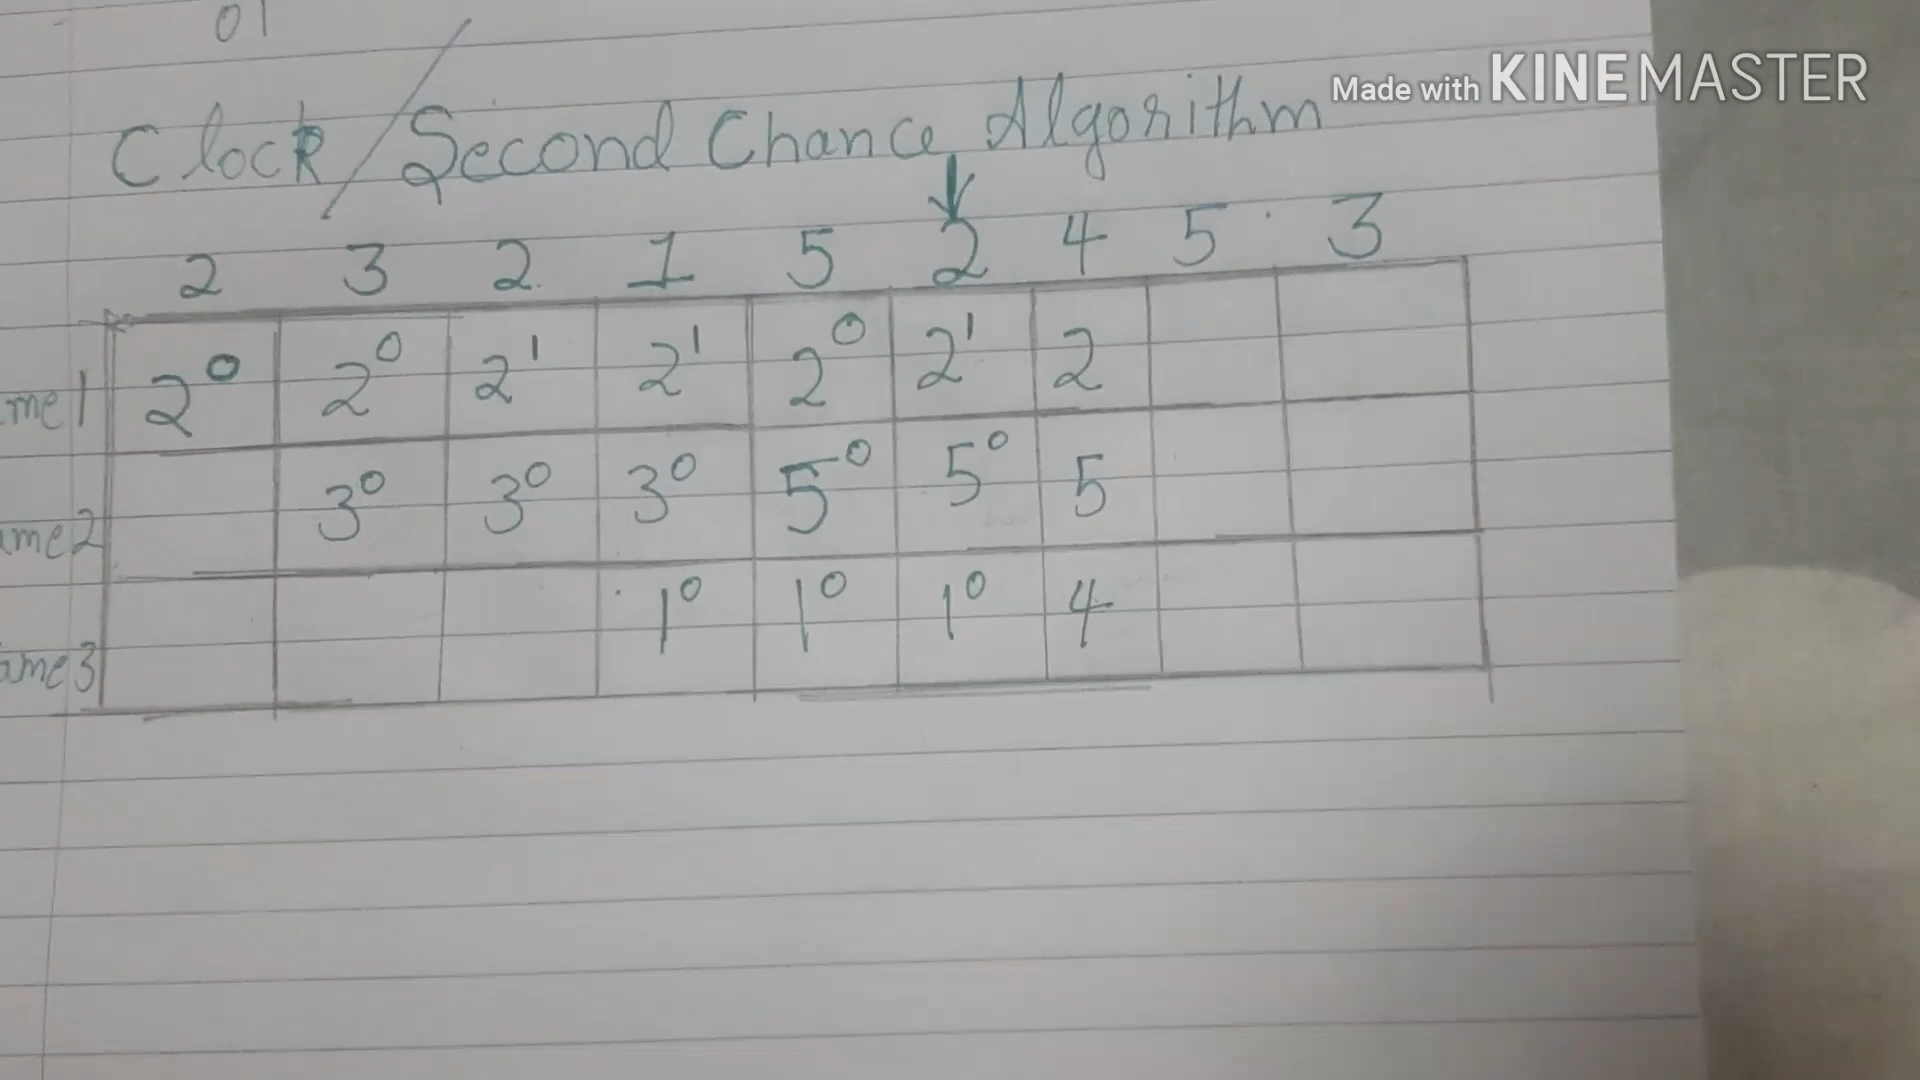 01
Made with KINEMASTER
Clock/Second Chance Algorithm
2 3 2 1 5 2 4 5 3
me1 2⁰ 2⁰ 2¹ 2¹ 2⁰ 2¹ 2
me2 3⁰ 3⁰ 3⁰ 5⁰ 5⁰ 5
ame3 1⁰ 1⁰ 1⁰ 4